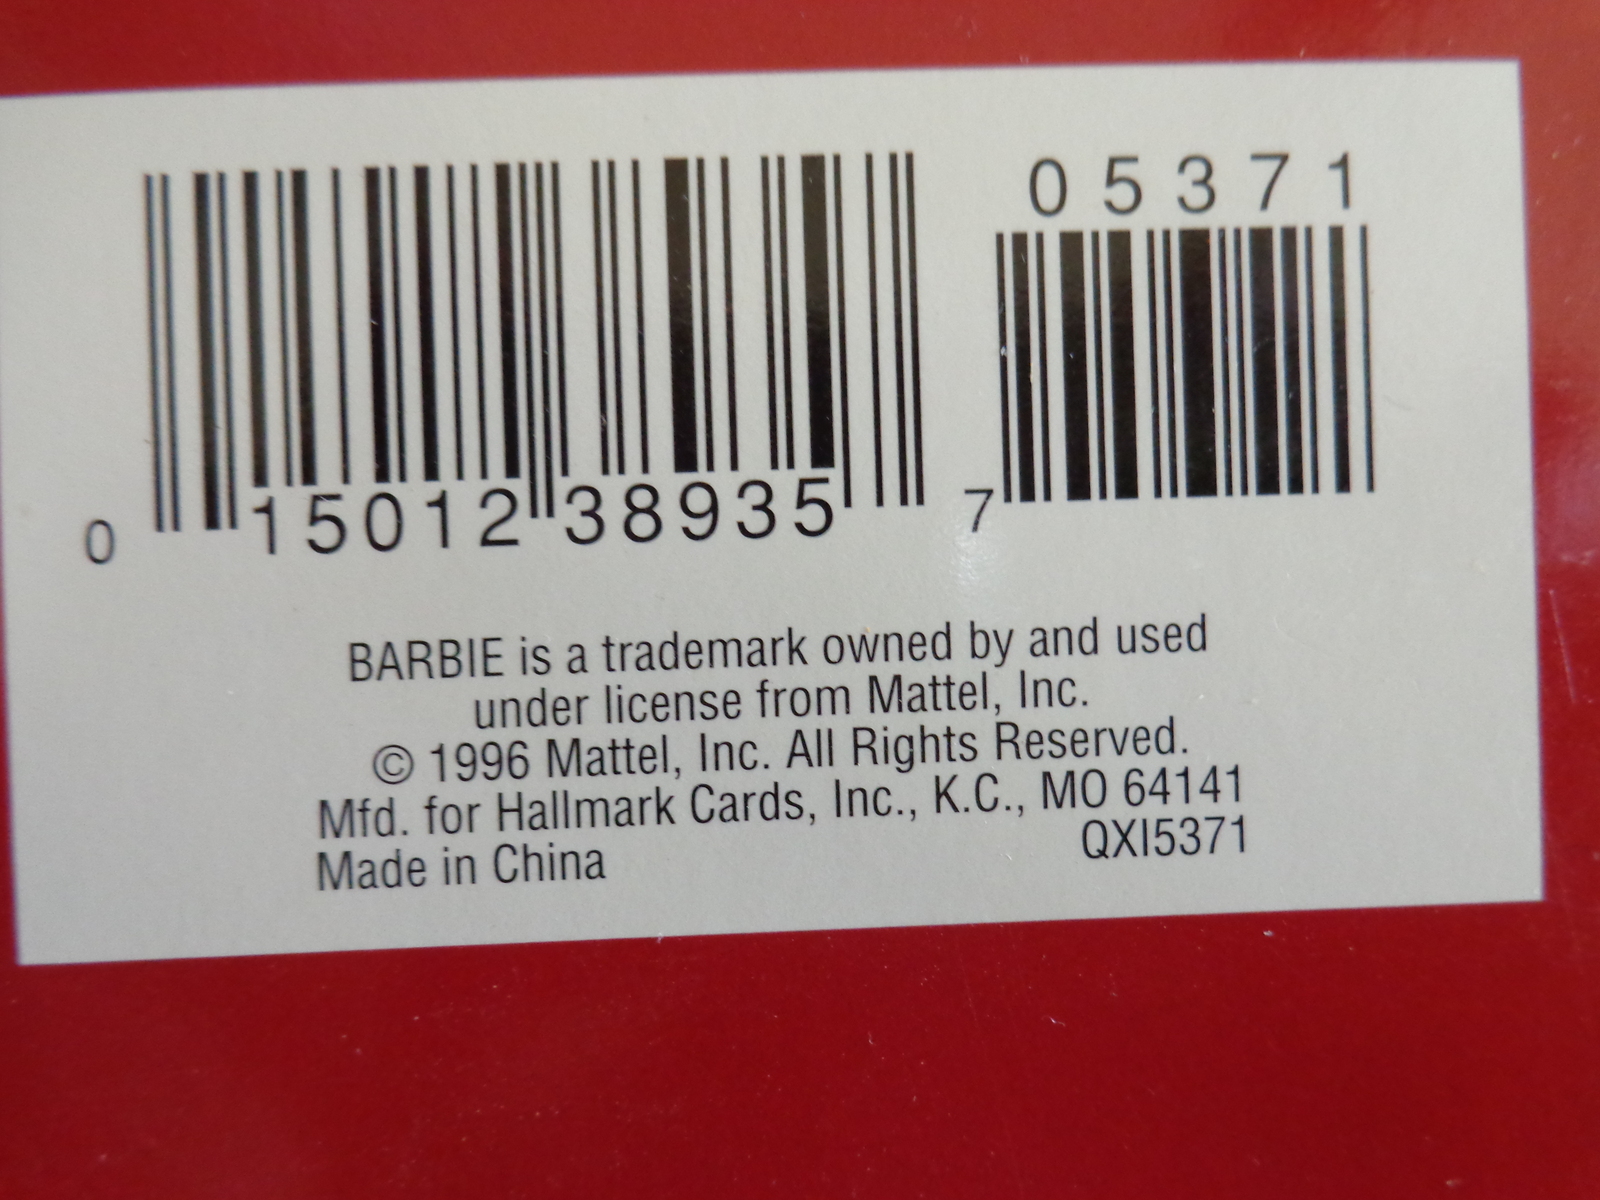 05371
0 15012 38935 7
BARBIE is a trademark owned by and used
under license from Mattel, Inc.
© 1996 Mattel, Inc. All Rights Reserved.
Mfd. for Hallmark Cards, Inc., K.C., MO 64141
Made in China QXI5371